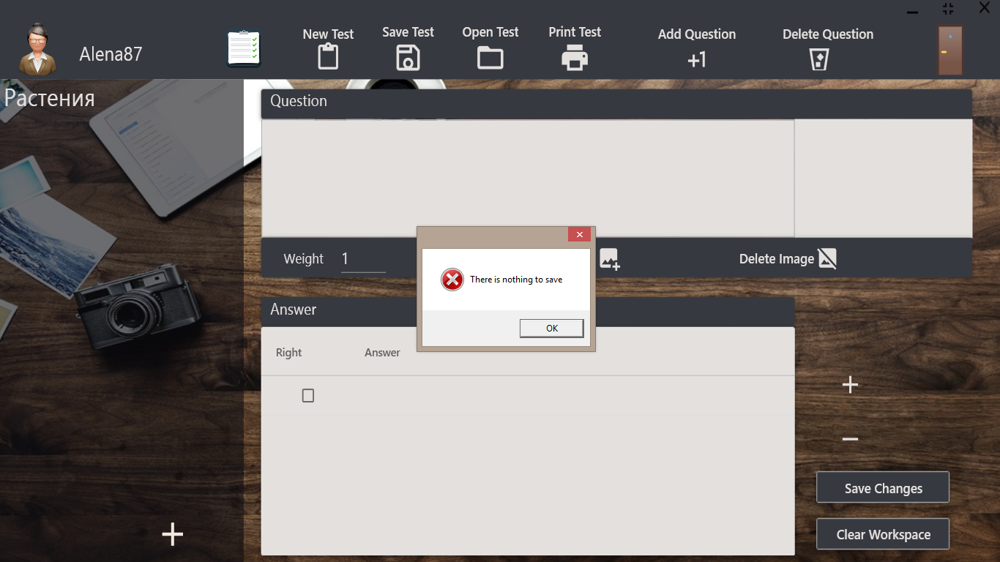 New Test
Save Test
Open Test
Print Test
Add Question
Delete Question
Alena87
+1
Растения
Question
Weight 1
Delete Image
There is nothing to save
OK
Answer
Right Answer
Save Changes
Clear Workspace